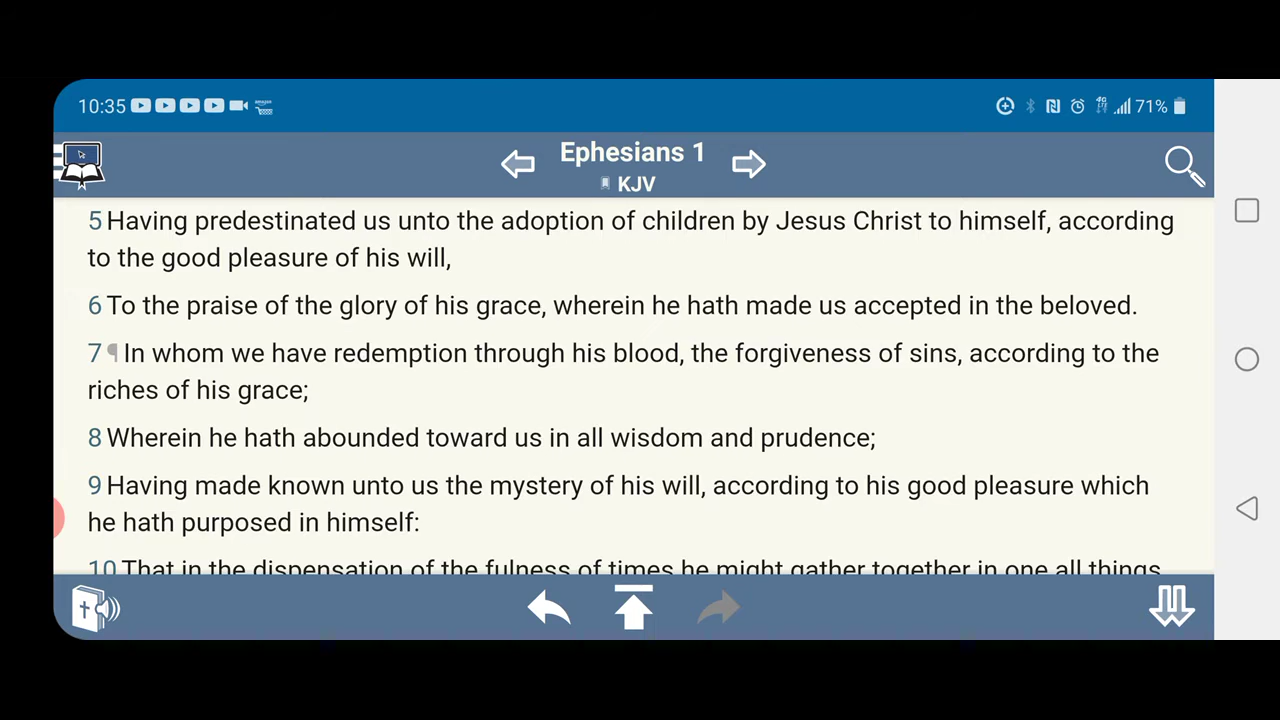 10:35 71%
Ephesians 1
KJV
5 Having predestinated us unto the adoption of children by Jesus Christ to himself, according
to the good pleasure of his will,
6 To the praise of the glory of his grace, wherein he hath made us accepted in the beloved.
7 ¶ In whom we have redemption through his blood, the forgiveness of sins, according to the
riches of his grace;
8 Wherein he hath abounded toward us in all wisdom and prudence;
9 Having made known unto us the mystery of his will, according to his good pleasure which
he hath purposed in himself:
10 That in the dispensation of the fulness of times he might gather together in one all things